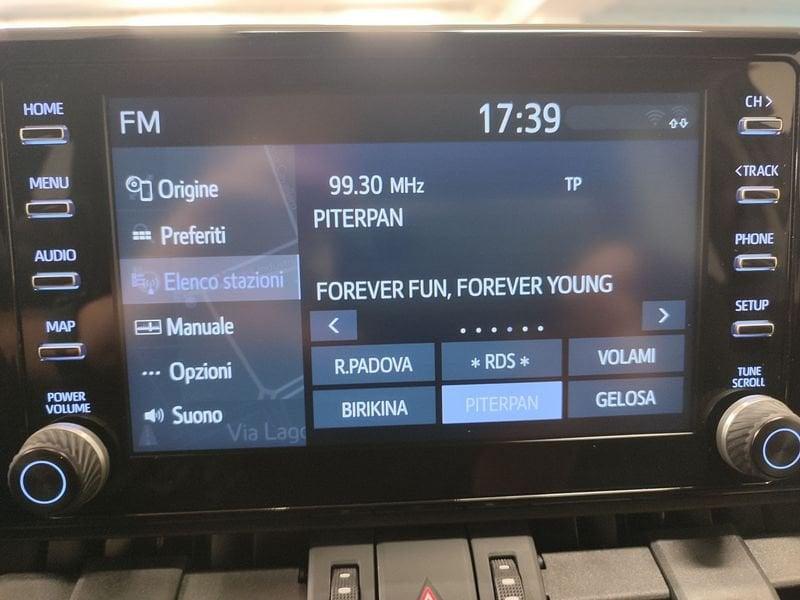 HOME
MENU
AUDIO
MAP
POWER
VOLUME
FM
17:39
Origine
Preferiti
Elenco stazioni
Manuale
Opzioni
Suono
Via Lago
99.30 MHz
TP
PITERPAN
FOREVER FUN, FOREVER YOUNG
<
>
R.PADOVA
* RDS *
VOLAMI
BIRIKINA
PITERPAN
GELOSA
CH >
< TRACK
PHONE
SETUP
TUNE
SCROLL